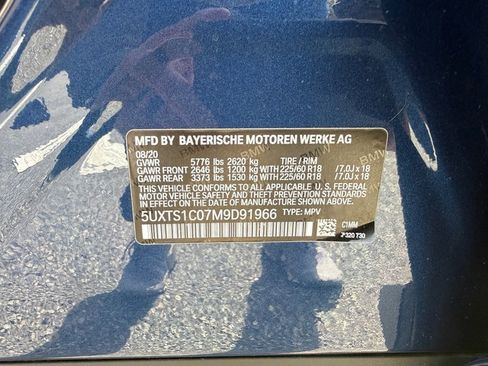 MFD BY BAYERISCHE MOTOREN WERKE AG
08/20
GVWR 5776 lbs 2620 kg TIRE / RIM
GAWR FRONT 2646 lbs 1200 kg WITH 225/60 R18 /7.0J x 18
GAWR REAR 3373 lbs 1530 kg WITH 225/60 R18 /7.0J x 18
THIS VEHICLE CONFORMS TO ALL APPLICABLE U.S. FEDERAL
MOTOR VEHICLE SAFETY AND THEFT PREVENTION STANDARDS
IN EFFECT ON THE DATE OF MANUFACTURE SHOWN ABOVE.
5UXTS1C07M9D91966 TYPE: MPV
C1MM
320 730
BMW